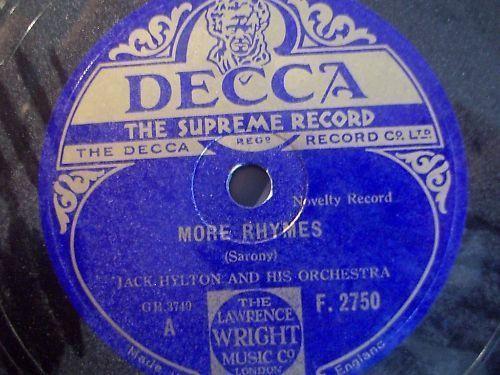 DECCA
THE SUPREME RECORD
THE DECCA REGD RECORD CO. LTD
Novelty Record
MORE RHYMES
(Sarony)
JACK HYLTON AND HIS ORCHESTRA
GB.3740
A
THE LAWRENCE WRIGHT MUSIC CO LONDON
F. 2750
Made
England